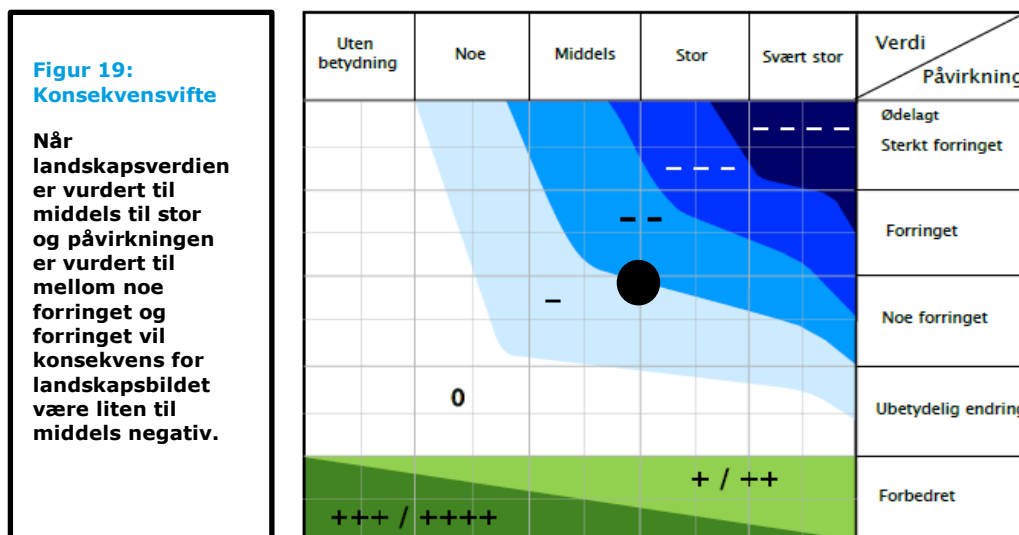 Figur 19:
Konsekvensvifte
Når
landskapsverdien
er vurdert til
middels til stor
og påvirkningen
er vurdert til
mellom noe
forringet og
forringet vil
konsekvens for
landskapsbildet
være liten til
middels negativ.
Uten
betydning
Noe
Middels
Stor
Svært stor
Verdi
Påvirkning
Ødelagt
Sterkt forringet
Forringet
Noe forringet
Ubetydelig endring
Forbedret
– – – –
– – –
– –
–
0
+ / ++
+++ / ++++